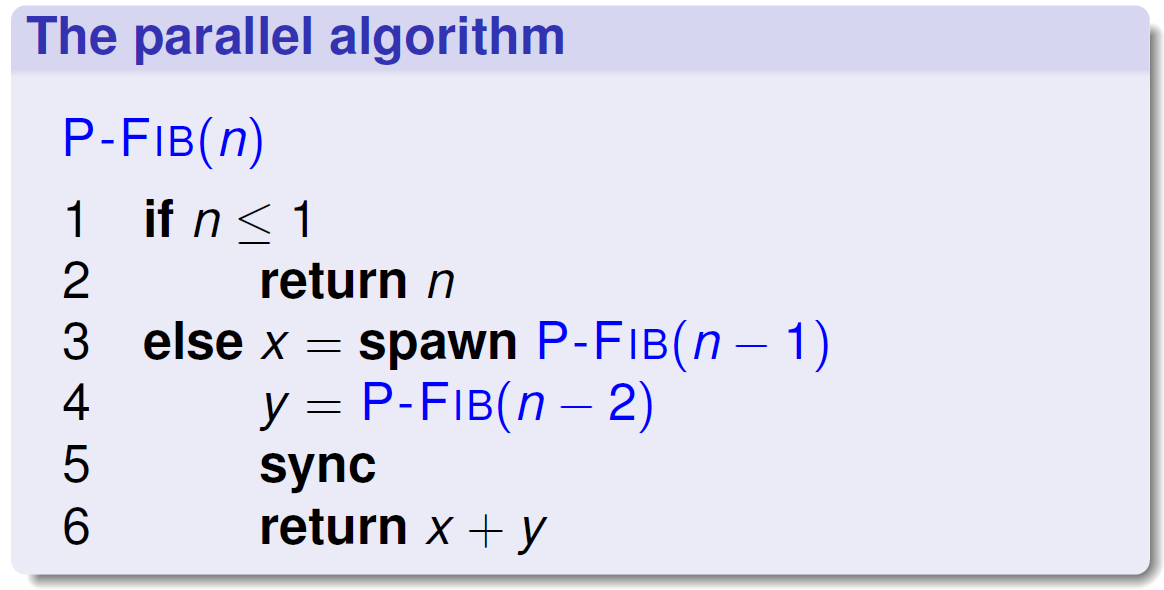 The parallel algorithm
P-FIB(n)
1 if n ≤ 1
2 return n
3 else x = spawn P-FIB(n − 1)
4 y = P-FIB(n − 2)
5 sync
6 return x + y